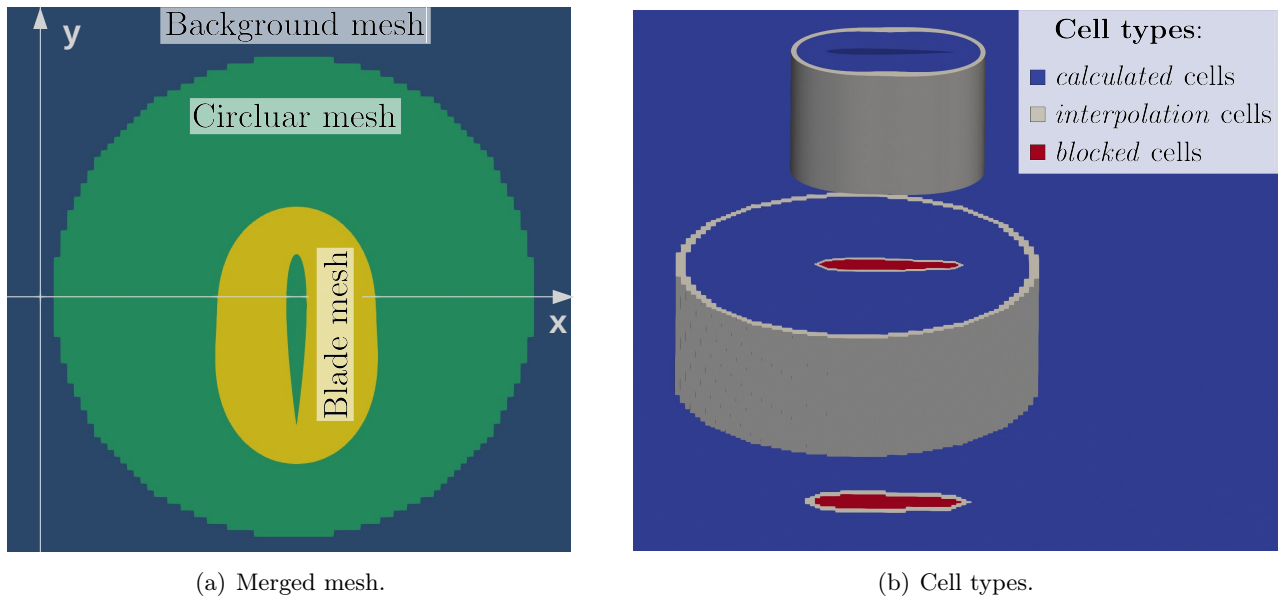 Background mesh
y
Circluar mesh
Blade mesh
x
Cell types:
calculated cells
interpolation cells
blocked cells
(a) Merged mesh.
(b) Cell types.